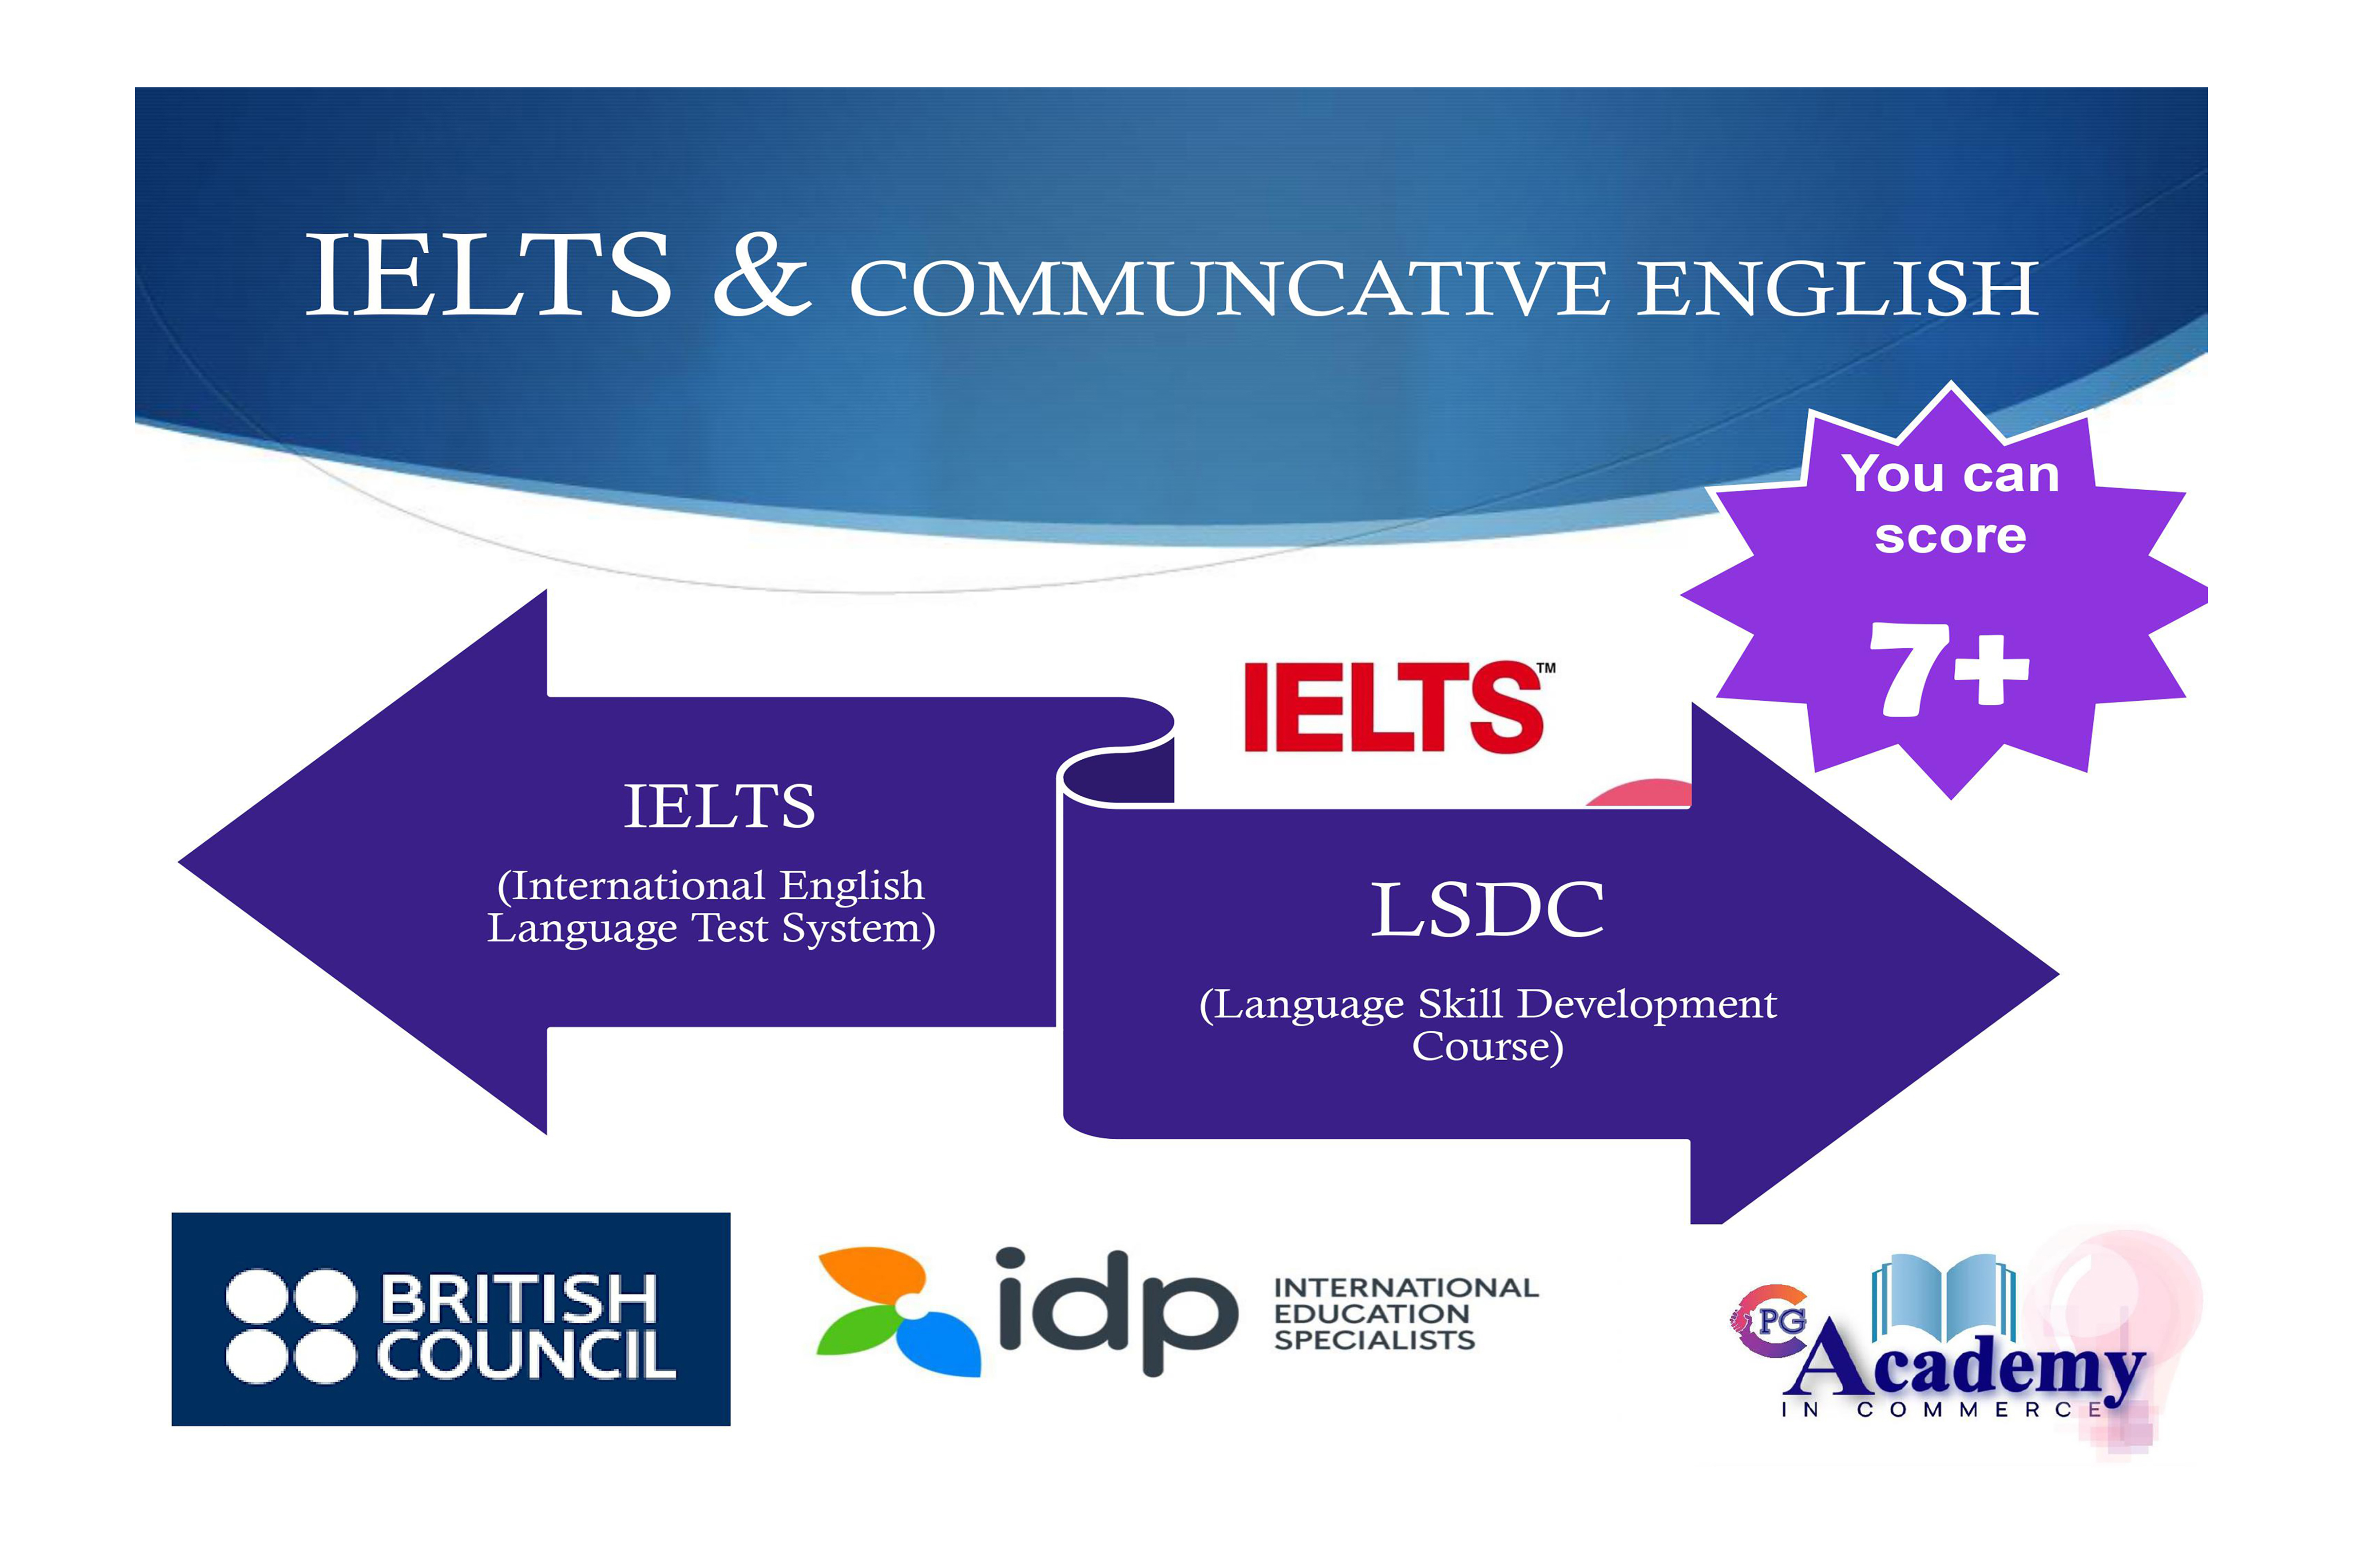 IELTS & COMMUNCATIVE ENGLISH
You can
score
7+
IELTS™
IELTS
(International English
Language Test System)
LSDC
(Language Skill Development
Course)
BRITISH
COUNCIL
idp
INTERNATIONAL
EDUCATION
SPECIALISTS
CPG
Academy
IN COMMERCE